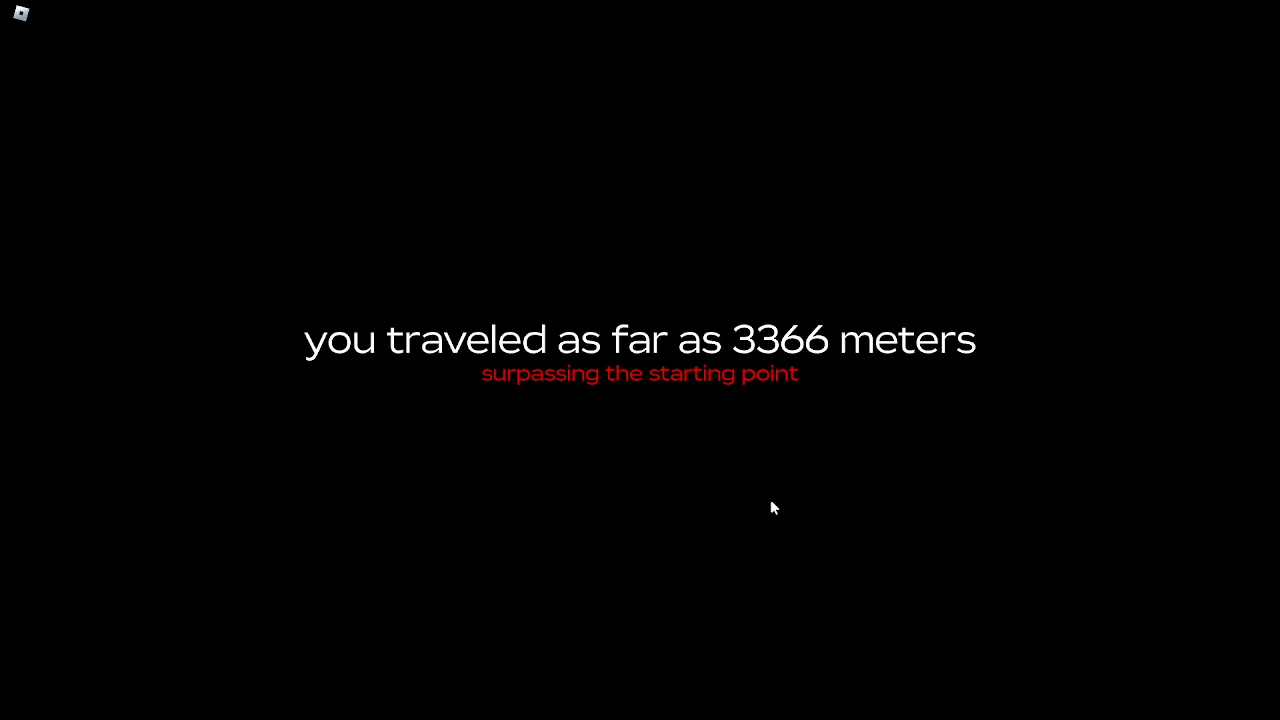 you traveled as far as 3366 meters
surpassing the starting point